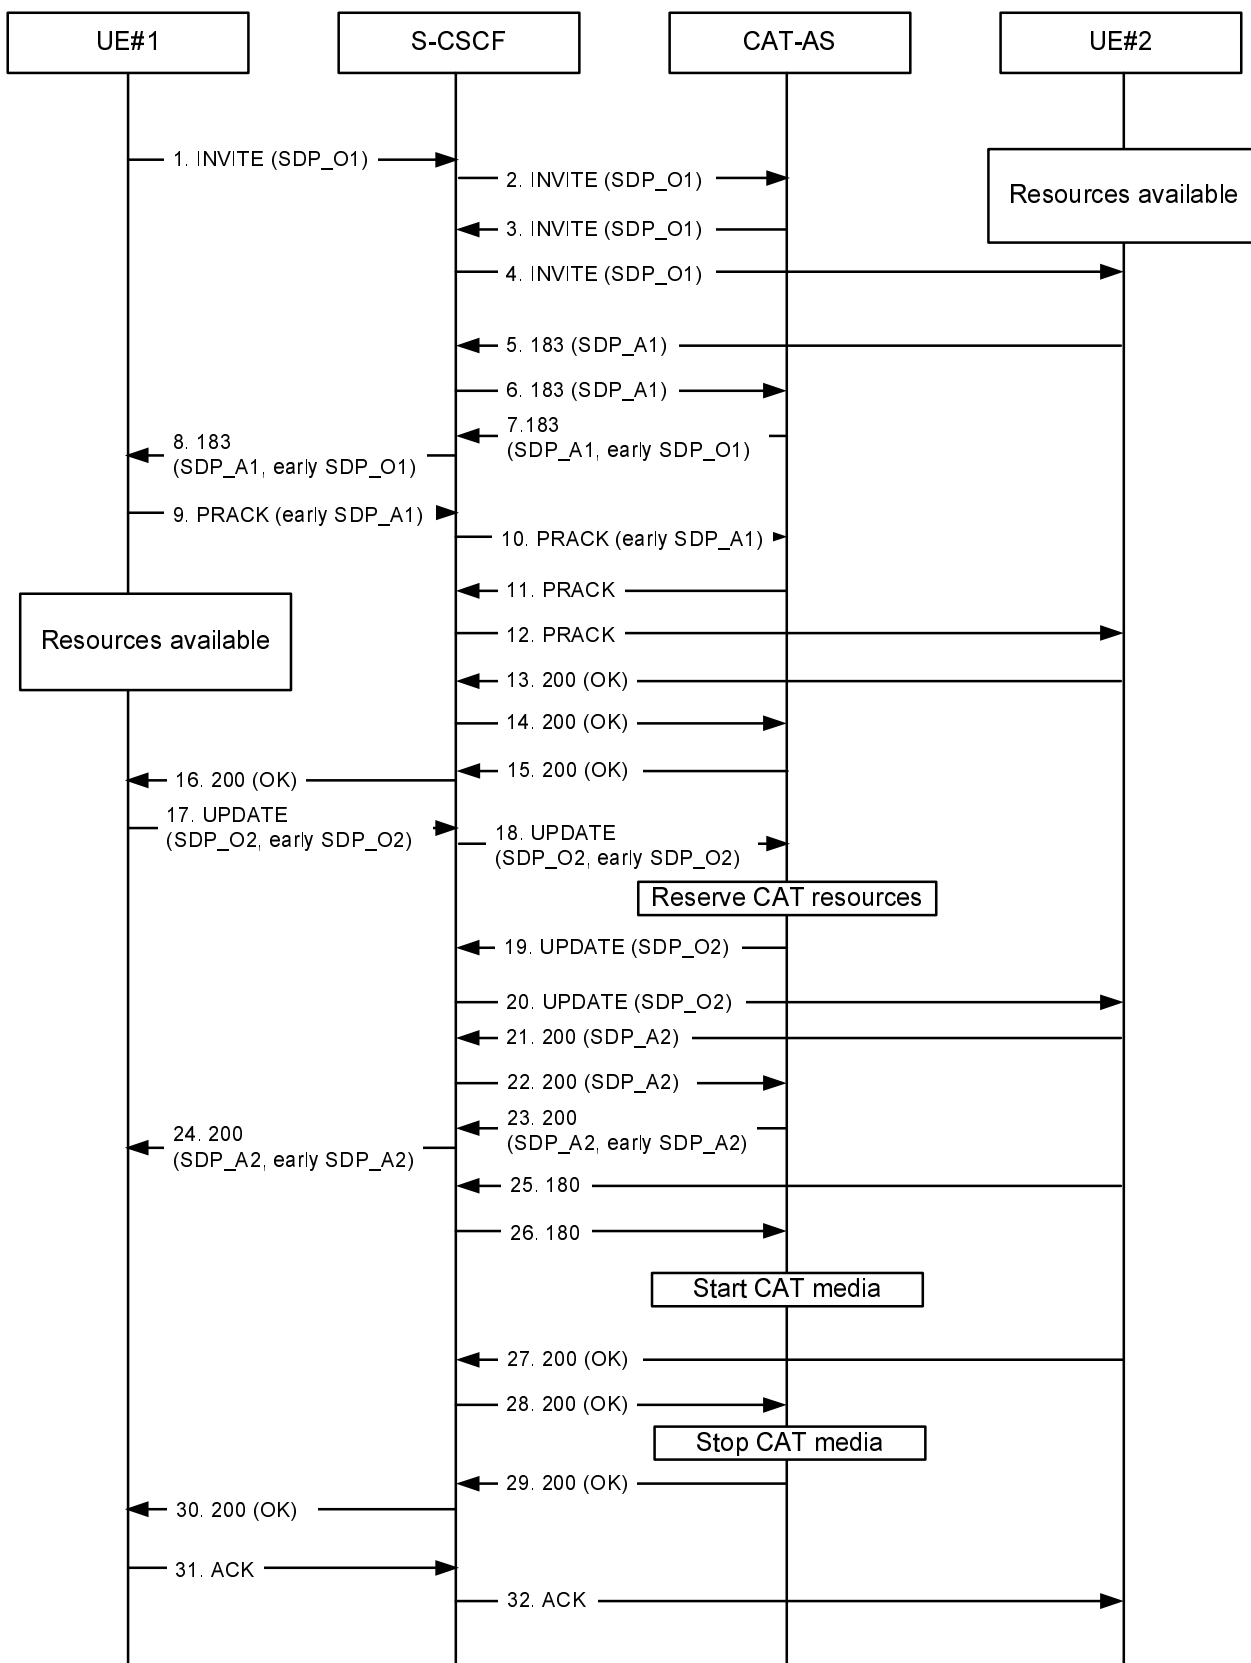 UE#1
S-CSCF
CAT-AS
UE#2
1. INVITE (SDP_O1)
2. INVITE (SDP_O1)
Resources available
3. INVITE (SDP_O1)
4. INVITE (SDP_O1)
5. 183 (SDP_A1)
6. 183 (SDP_A1)
7.183
(SDP_A1, early SDP_O1)
8. 183
(SDP_A1, early SDP_O1)
9. PRACK (early SDP_A1)
10. PRACK (early SDP_A1)
11. PRACK
Resources available
12. PRACK
13. 200 (OK)
14. 200 (OK)
15. 200 (OK)
16. 200 (OK)
17. UPDATE
(SDP_O2, early SDP_O2)
18. UPDATE
(SDP_O2, early SDP_O2)
Reserve CAT resources
19. UPDATE (SDP_O2)
20. UPDATE (SDP_O2)
21. 200 (SDP_A2)
22. 200 (SDP_A2)
23. 200
(SDP_A2, early SDP_A2)
24. 200
(SDP_A2, early SDP_A2)
25. 180
26. 180
Start CAT media
27. 200 (OK)
28. 200 (OK)
Stop CAT media
29. 200 (OK)
30. 200 (OK)
31. ACK
32. ACK